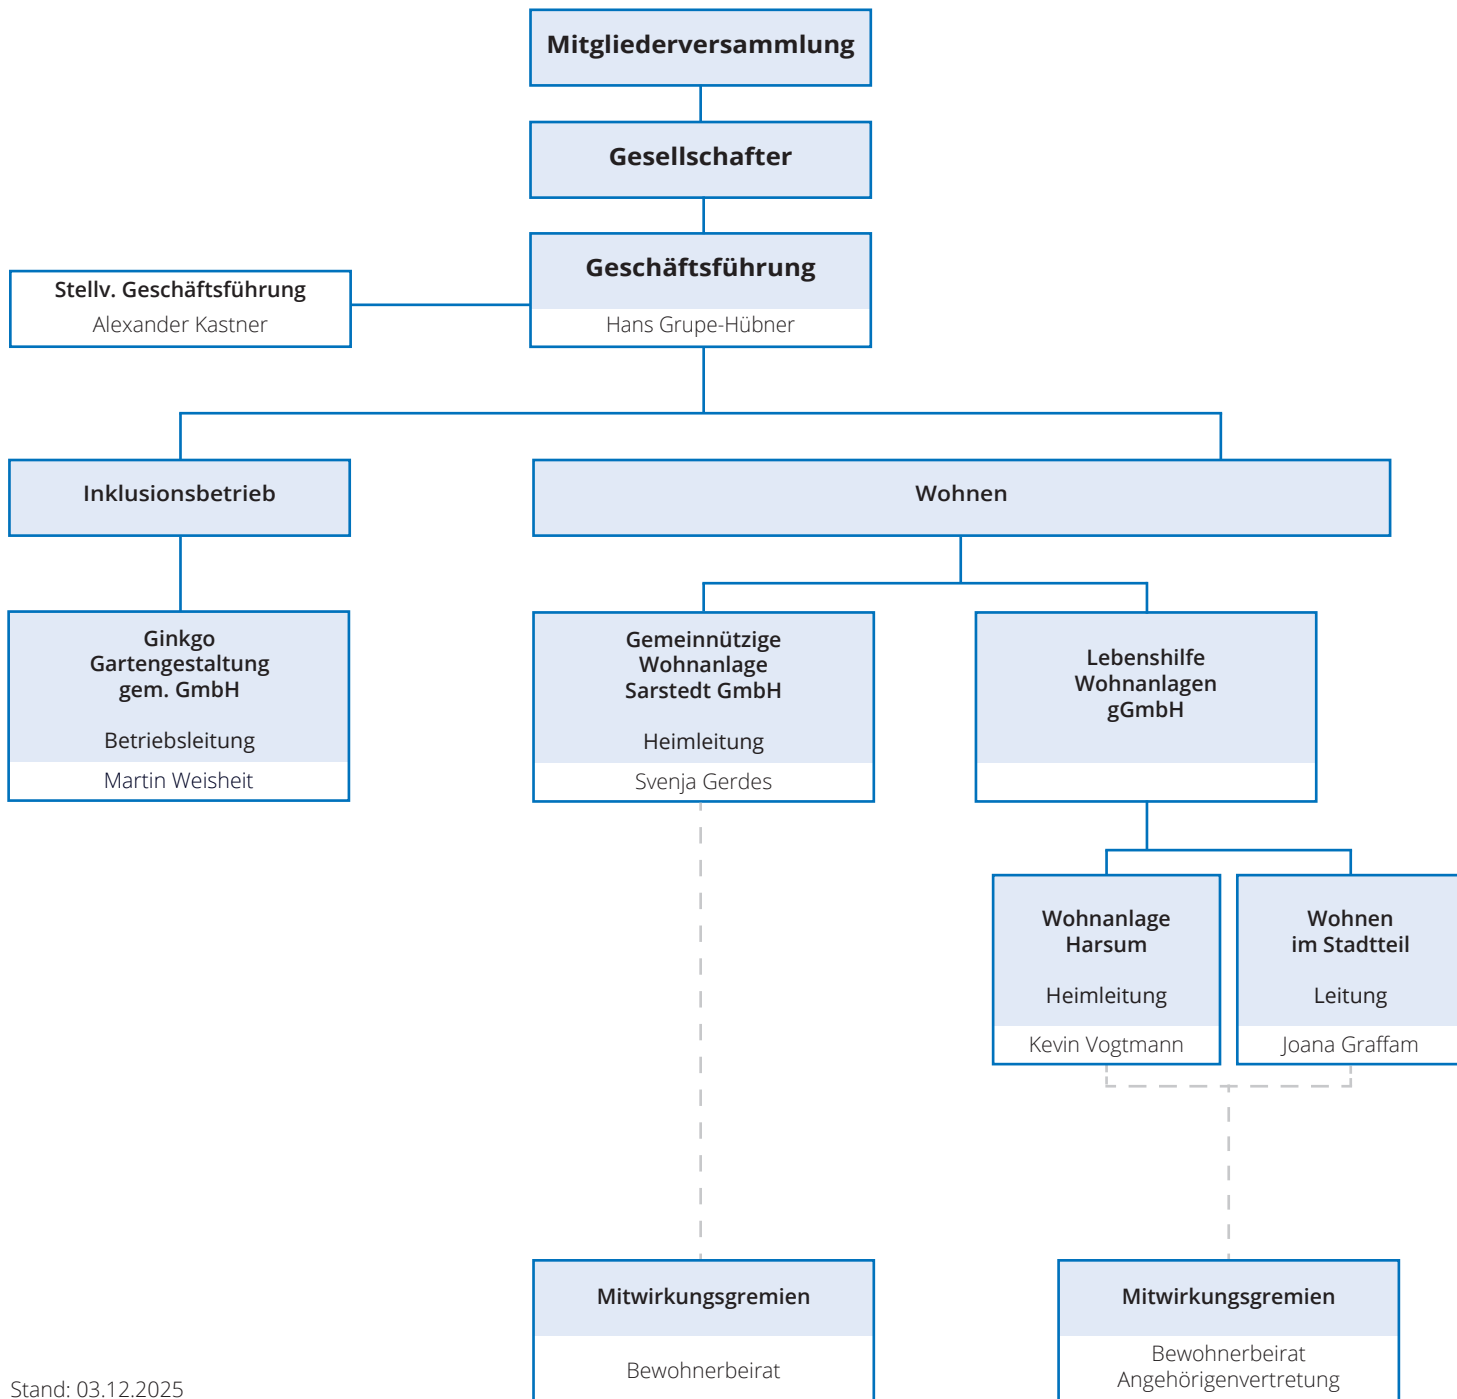 Mitgliederversammlung
Gesellschafter
Geschäftsführung
Hans Grupe-Hübner
Stellv. Geschäftsführung
Alexander Kastner
Inklusionsbetrieb
Wohnen
Ginkgo
Gartengestaltung
gem. GmbH
Betriebsleitung
Martin Weisheit
Gemeinnützige
Wohnanlage
Sarstedt GmbH
Heimleitung
Svenja Gerdes
Lebenshilfe
Wohnanlagen
gGmbH
Wohnanlage
Harsum
Heimleitung
Kevin Vogtmann
Wohnen
im Stadtteil
Leitung
Joana Graffam
Mitwirkungsgremien
Bewohnerbeirat
Mitwirkungsgremien
Bewohnerbeirat
Angehörigenvertretung
Stand: 03.12.2025